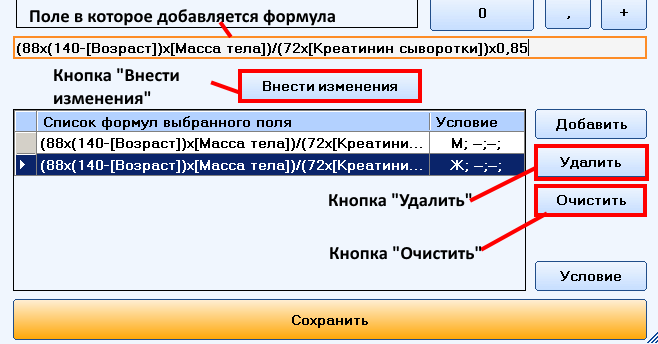 Поле в которое добавляется формула
0 , +
(88x(140-[Возраст])x[Масса тела])/(72x[Креатинин сыворотки])x0,85
Кнопка "Внести
изменения"
Внести изменения
Список формул выбранного поля Условие
Добавить
(88x(140-[Возраст])x[Масса тела])/(72x[Креатини... М; –;–;
(88x(140-[Возраст])x[Масса тела])/(72x[Креатини... Ж; –;–;
Удалить
Кнопка "Удалить"
Очистить
Кнопка "Очистить"
Условие
Сохранить